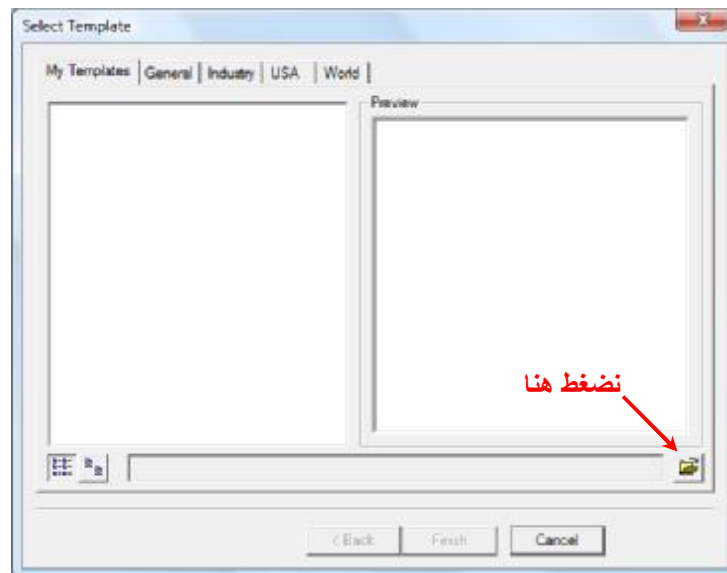 Select Template
My Templates General Industry USA World
Preview
نضغط هنا
< Back Finish Cancel